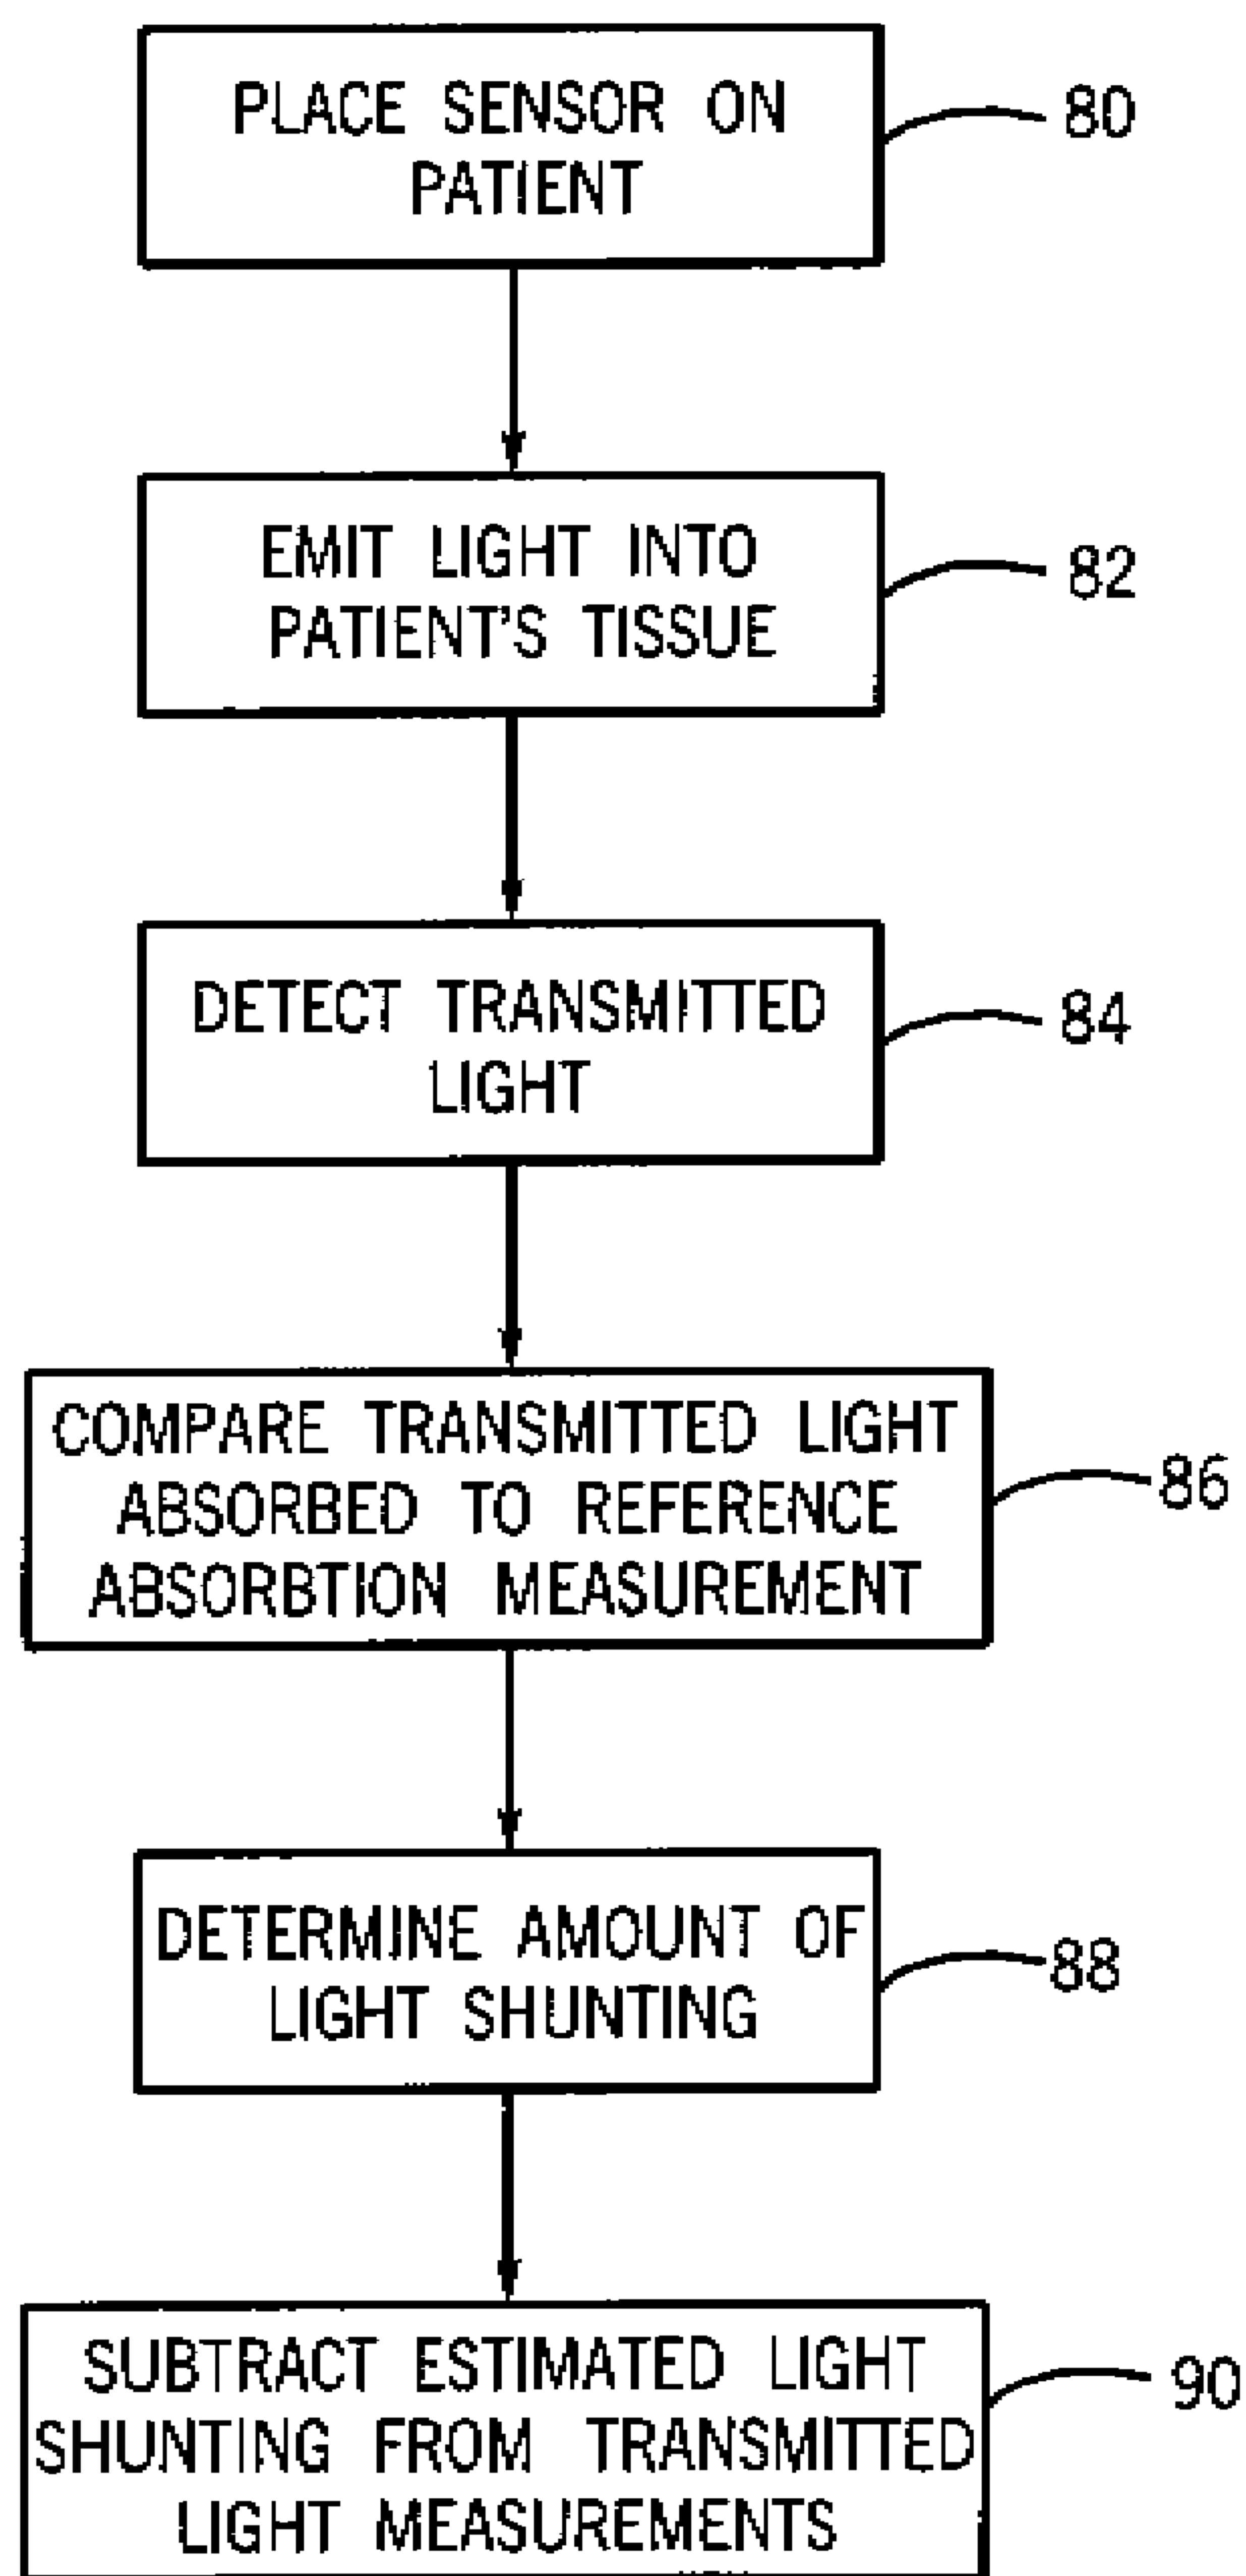 PLACE SENSOR ON
PATIENT
80
EMIT LIGHT INTO
PATIENT'S TISSUE
82
DETECT TRANSMITTED
LIGHT
84
COMPARE TRANSMITTED LIGHT
ABSORBED TO REFERENCE
ABSORBTION MEASUREMENT
86
DETERMINE AMOUNT OF
LIGHT SHUNTING
88
SUBTRACT ESTIMATED LIGHT
SHUNTING FROM TRANSMITTED
LIGHT MEASUREMENTS
90